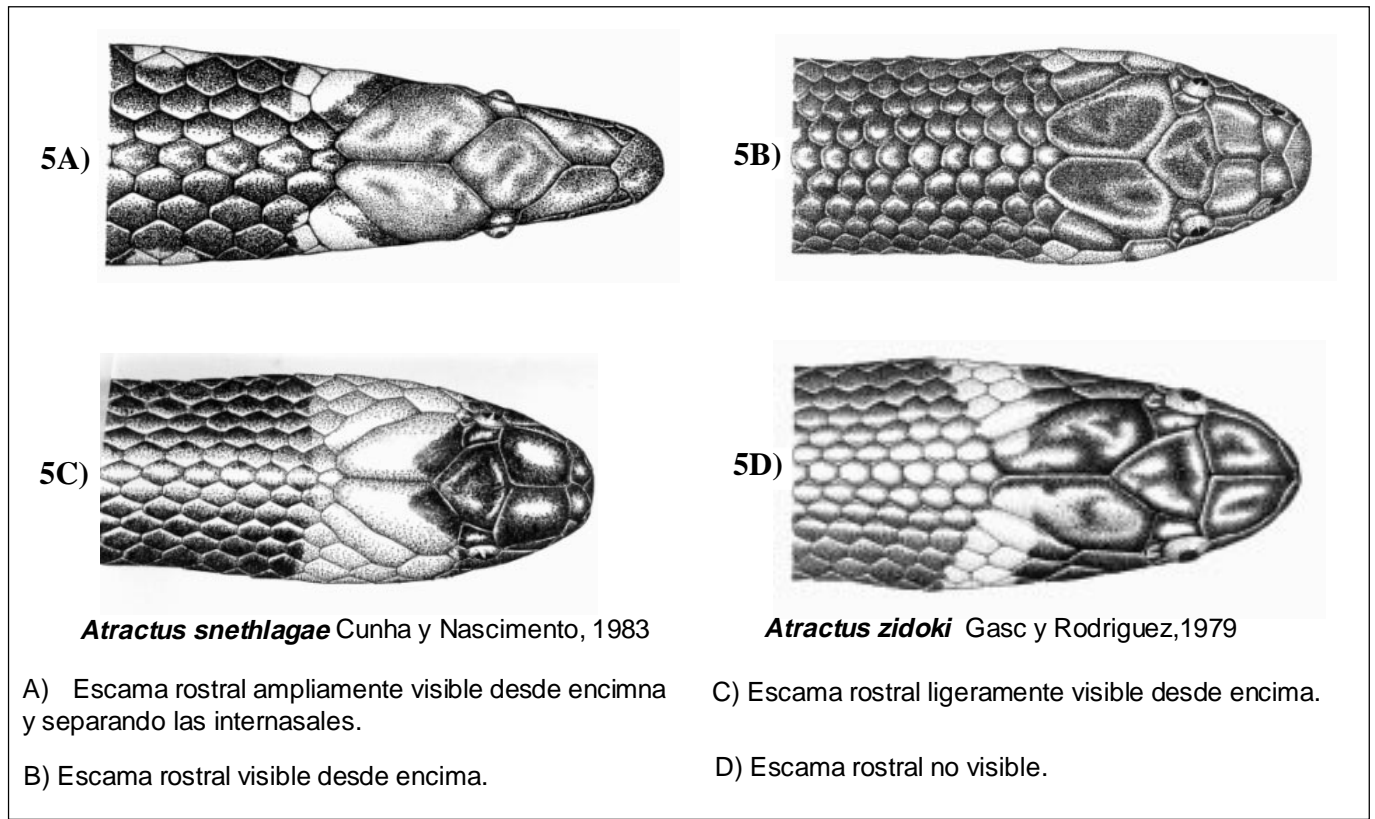 5A)
5B)
5C)
5D)
Atractus snethlagae Cunha y Nascimento, 1983
Atractus zidoki Gasc y Rodriguez,1979
A) Escama rostral ampliamente visible desde encimna
y separando las internasales.
B) Escama rostral visible desde encima.
C) Escama rostral ligeramente visible desde encima.
D) Escama rostral no visible.